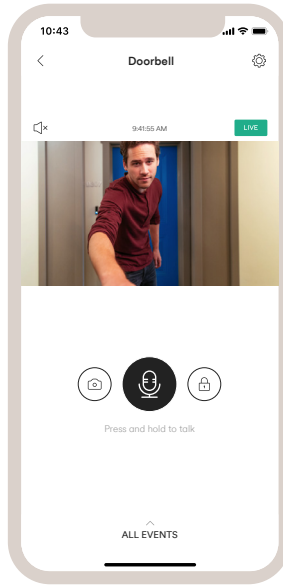 10:43
Doorbell
9:41:55 AM
LIVE
Press and hold to talk
ALL EVENTS